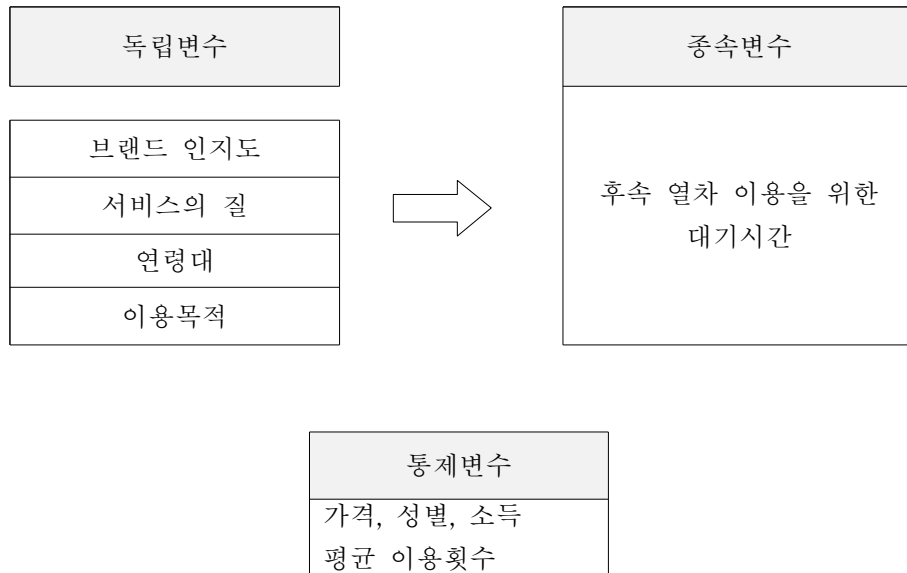 독립변수
브랜드 인지도
서비스의 질
연령대
이용목적
종속변수
후속 열차 이용을 위한
대기시간
통제변수
가격, 성별, 소득
평균 이용횟수